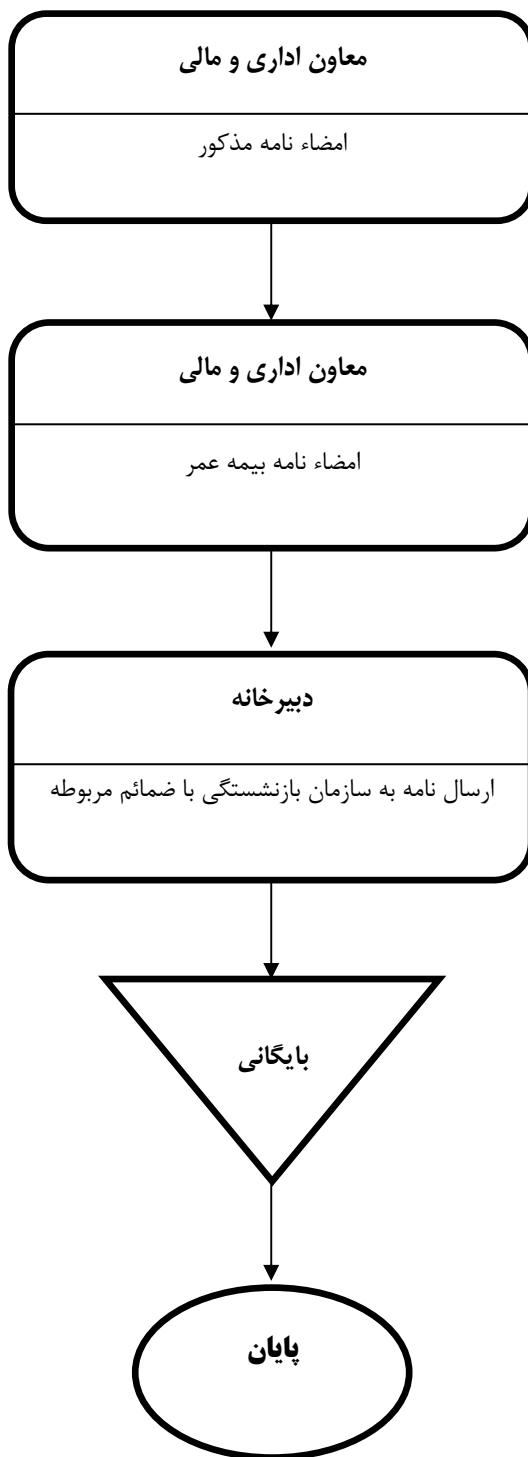 معاون اداری و مالی
امضاء نامه مذکور
معاون اداری و مالی
امضاء نامه بیمه عمر
دبیرخانه
ارسال نامه به سازمان بازنشستگی با ضمائم مربوطه
بایگانی
پایان